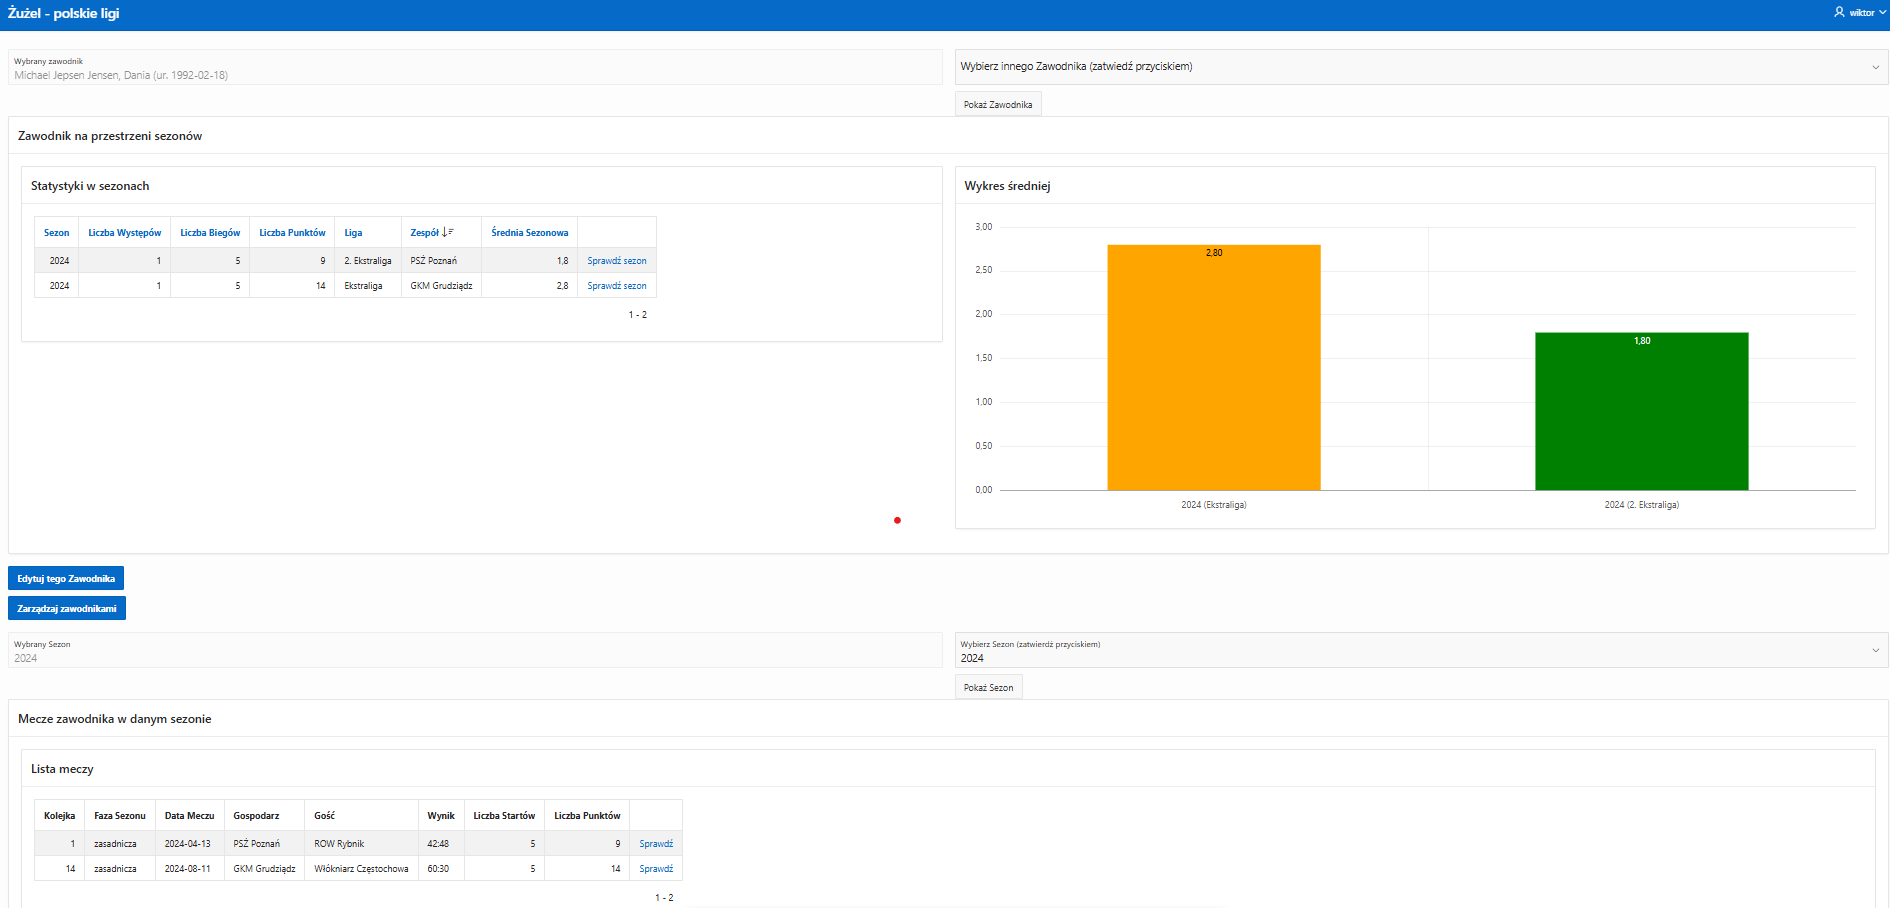 Żużel - polskie ligi
wiktor
Wybrany zawodnik
Michael Jepsen Jensen, Dania (ur. 1992-02-18)
Wybierz innego Zawodnika (zatwiedź przyciskiem)
Pokaż Zawodnika
Zawodnik na przestrzeni sezonów
Statystyki w sezonach
Sezon Liczba Występów Liczba Biegów Liczba Punktów Liga Zespół Średnia Sezonowa
2024 1 5 9 2. Ekstraliga PSŻ Poznań 1,8 Sprawdź sezon
2024 1 5 14 Ekstraliga GKM Grudziądz 2,8 Sprawdź sezon
1 - 2
Wykres średniej
3,00
2,50
2,00
1,50
1,00
0,50
0,00
2,80
1,80
2024 (Ekstraliga)
2024 (2. Ekstraliga)
Edytuj tego Zawodnika
Zarządzaj zawodnikami
Wybrany Sezon
2024
Wybierz Sezon (zatwierdź przyciskiem)
2024
Pokaż Sezon
Mecze zawodnika w danym sezonie
Lista meczy
Kolejka Faza Sezonu Data Meczu Gospodarz Gość Wynik Liczba Startów Liczba Punktów
1 zasadnicza 2024-04-13 PSŻ Poznań ROW Rybnik 42:48 5 9 Sprawdź
14 zasadnicza 2024-08-11 GKM Grudziądz Włókniarz Częstochowa 60:30 5 14 Sprawdź
1 - 2